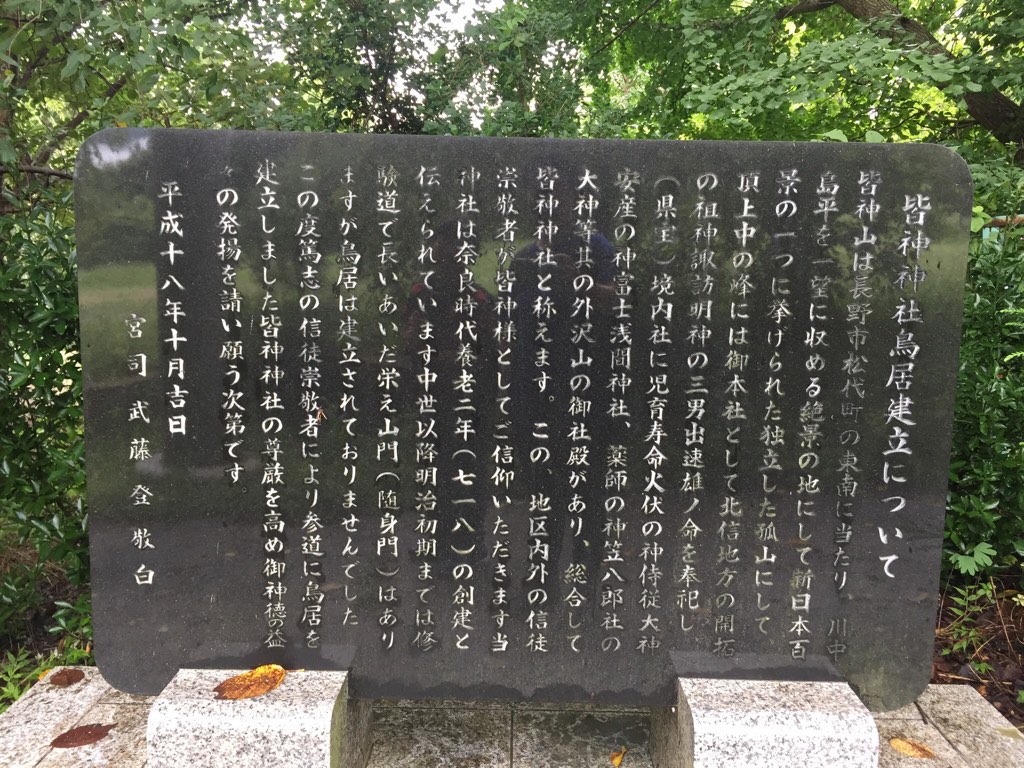 皆神神社鳥居建立について
皆神山は長野市松代町の東南に当たり、川中
島平を一望に収める絶景の地にして新日本百
景の一つに挙げられた独立した孤山にして、
頂上中の峰には御本社として北信地方の開拓
の祖神諏訪明神の三男出速雄ノ命を奉祀し
(県宝)境内社に児育寿命火伏の神侍従大神
安産の神富士浅間神社、薬師の神笠八郎社の
大神等其の外沢山の御社殿があり、総合して
皆神神社と称えます。この、地区内外の信徒
崇敬者が皆神様としてご信仰いただきます当
神社は奈良時代養老二年(七一八)の創建と
伝えられています中世以降明治初期までは修
験道で長いあいだ栄え山門(随身門)はあり
ますが鳥居は建立されておりませんでした
この度篤志の信徒崇敬者により参道に鳥居を
建立しました皆神神社の尊厳を高め御神徳の益
々の発揚を請い願う次第です。
平成十八年十月吉日
宮司武藤登敬白